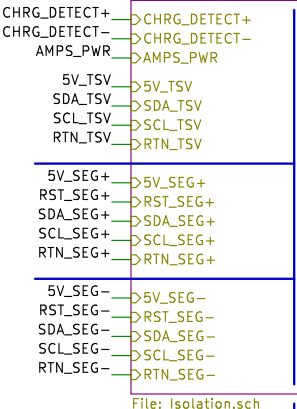 CHRG_DETECT+ CHRG_DETECT+
CHRG_DETECT- CHRG_DETECT-
AMPS_PWR AMPS_PWR
5V_TSV 5V_TSV
SDA_TSV SDA_TSV
SCL_TSV SCL_TSV
RTN_TSV RTN_TSV
5V_SEG+ 5V_SEG+
RST_SEG+ RST_SEG+
SDA_SEG+ SDA_SEG+
SCL_SEG+ SCL_SEG+
RTN_SEG+ RTN_SEG+
5V_SEG- 5V_SEG-
RST_SEG- RST_SEG-
SDA_SEG- SDA_SEG-
SCL_SEG- SCL_SEG-
RTN_SEG- RTN_SEG-
File: Isolation.sch